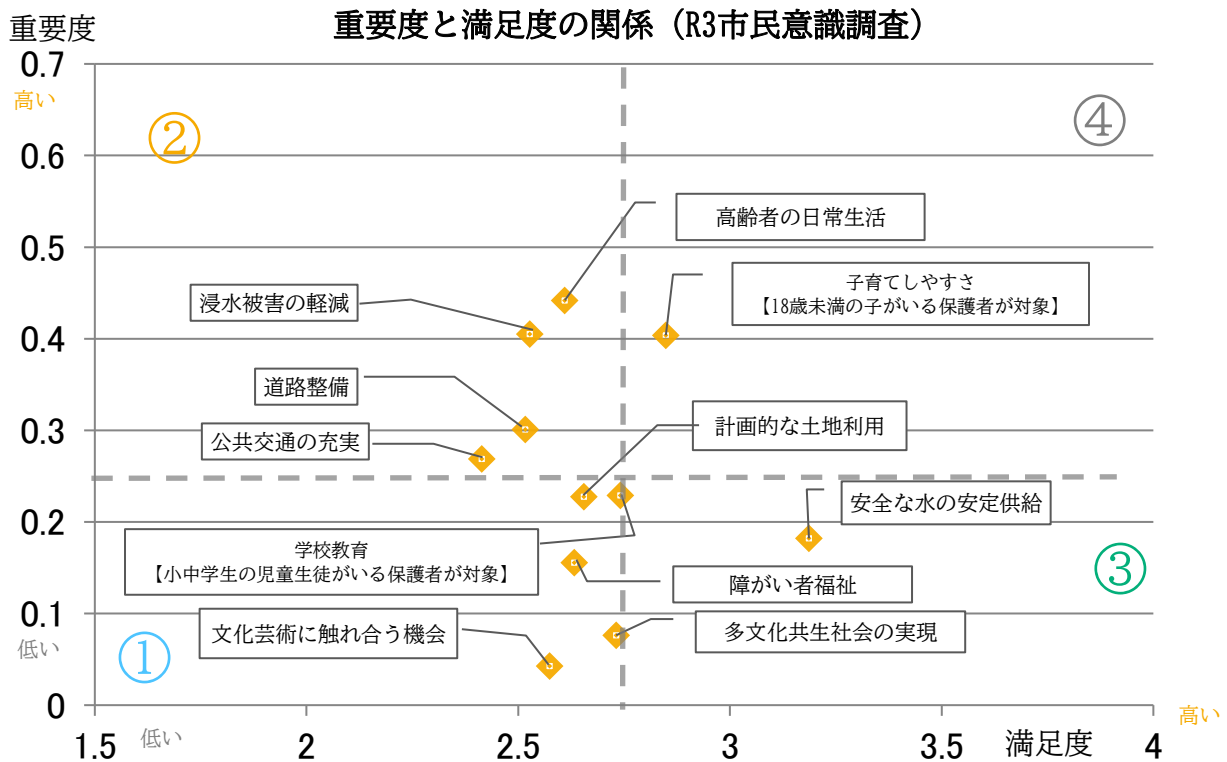 重要度と満足度の関係（R3市民意識調査）
重要度
0.7
高い
②
④
0.6
高齢者の日常生活
0.5
子育てしやすさ
【18歳未満の子がいる保護者が対象】
浸水被害の軽減
0.4
道路整備
計画的な土地利用
0.3
公共交通の充実
安全な水の安定供給
0.2
学校教育
【小中学生の児童生徒がいる保護者が対象】
③
障がい者福祉
0.1
文化芸術に触れ合う機会
多文化共生社会の実現
低い
①
0
1.5
低い
2
2.5
3
3.5
満足度
4
高い